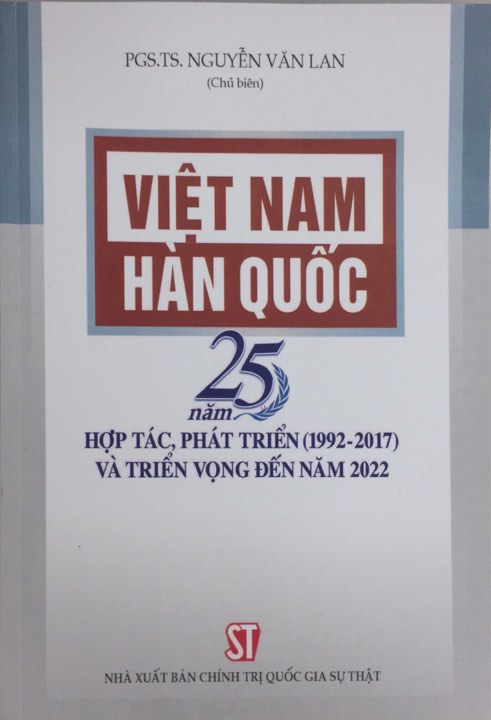 PGS.TS. NGUYỄN VĂN LAN
(Chủ biên)
VIỆT NAM
HÀN QUỐC
25
năm
HỢP TÁC, PHÁT TRIỂN (1992-2017)
VÀ TRIỂN VỌNG ĐẾN NĂM 2022
ST
NHÀ XUẤT BẢN CHÍNH TRỊ QUỐC GIA SỰ THẬT